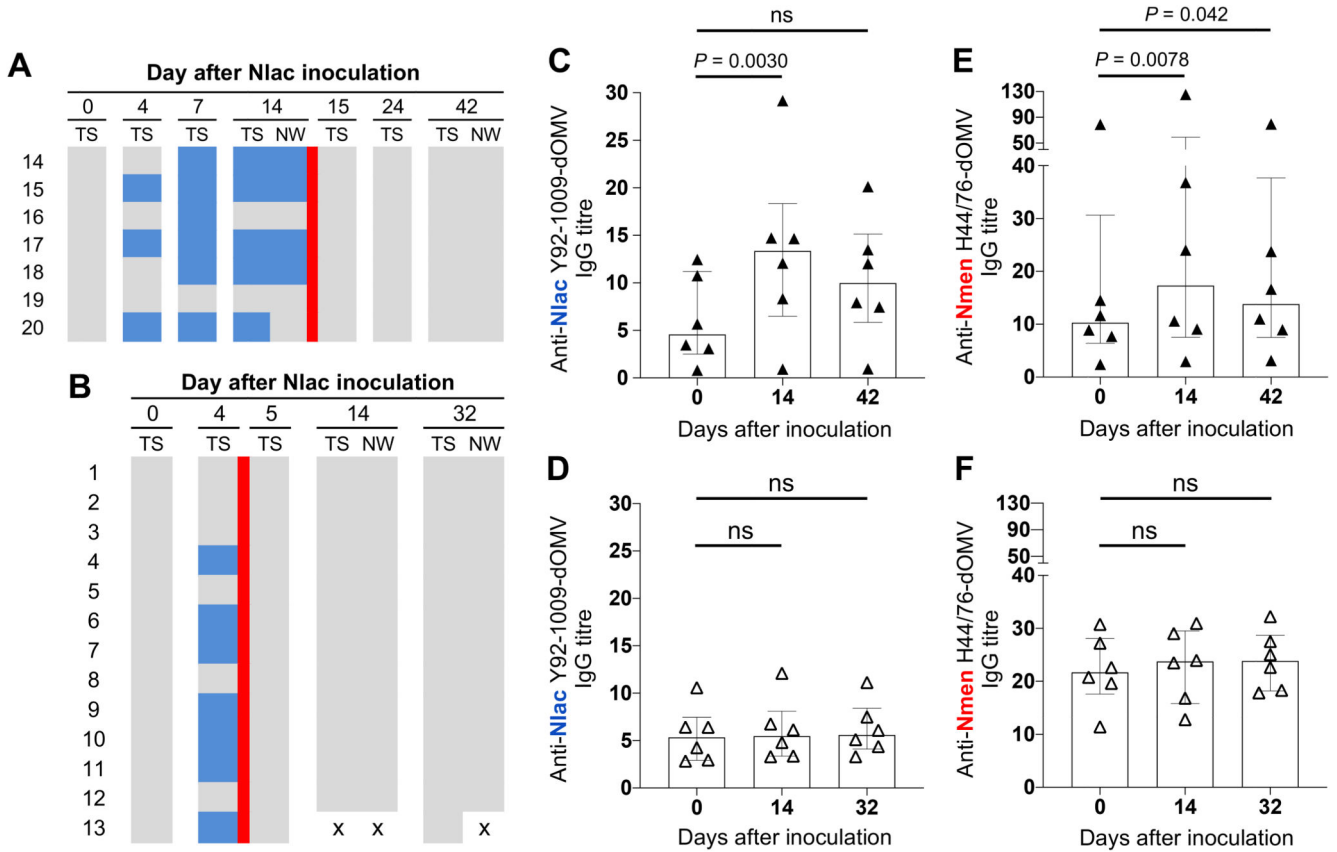 A
Day after Nlac inoculation
0 4 7 14 15 24 42
TS TS TS TS NW TS TS TS NW
14
15
16
17
18
19
20
B
Day after Nlac inoculation
0 4 5 14 32
TS TS TS TS NW TS NW
1
2
3
4
5
6
7
8
9
10
11
12
13 x x x
C
ns
P = 0.0030
Anti-Nlac Y92-1009-dOMV
IgG titre
30
25
20
15
10
5
0
0 14 42
Days after inoculation
D
ns
ns
Anti-Nlac Y92-1009-dOMV
IgG titre
30
25
20
15
10
5
0
0 14 32
Days after inoculation
E
P = 0.042
P = 0.0078
Anti-Nmen H44/76-dOMV
IgG titre
130
90
50
40
30
20
10
0
0 14 42
Days after inoculation
F
ns
ns
Anti-Nmen H44/76-dOMV
IgG titre
130
90
50
40
30
20
10
0
0 14 32
Days after inoculation